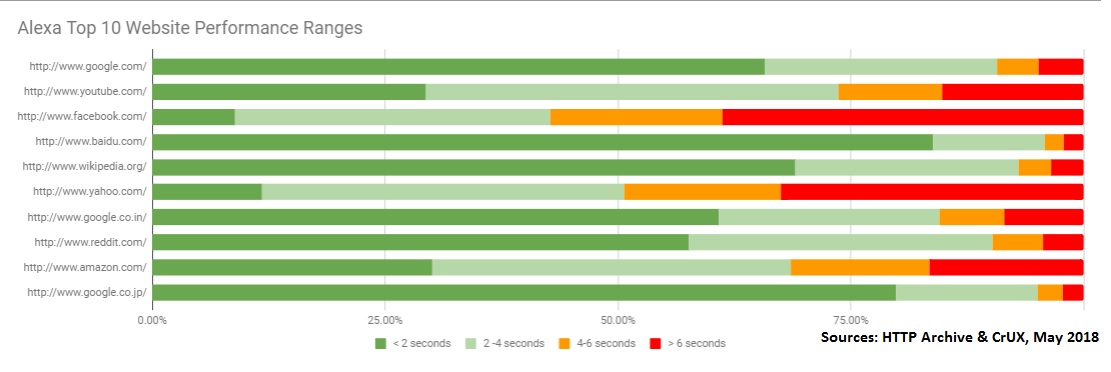 Alexa Top 10 Website Performance Ranges
http://www.google.com/
http://www.youtube.com/
http://www.facebook.com/
http://www.baidu.com/
http://www.wikipedia.org/
http://www.yahoo.com/
http://www.google.co.in/
http://www.reddit.com/
http://www.amazon.com/
http://www.google.co.jp/
0.00% 25.00% 50.00% 75.00%
< 2 seconds 2 -4 seconds 4-6 seconds > 6 seconds
Sources: HTTP Archive & CrUX, May 2018